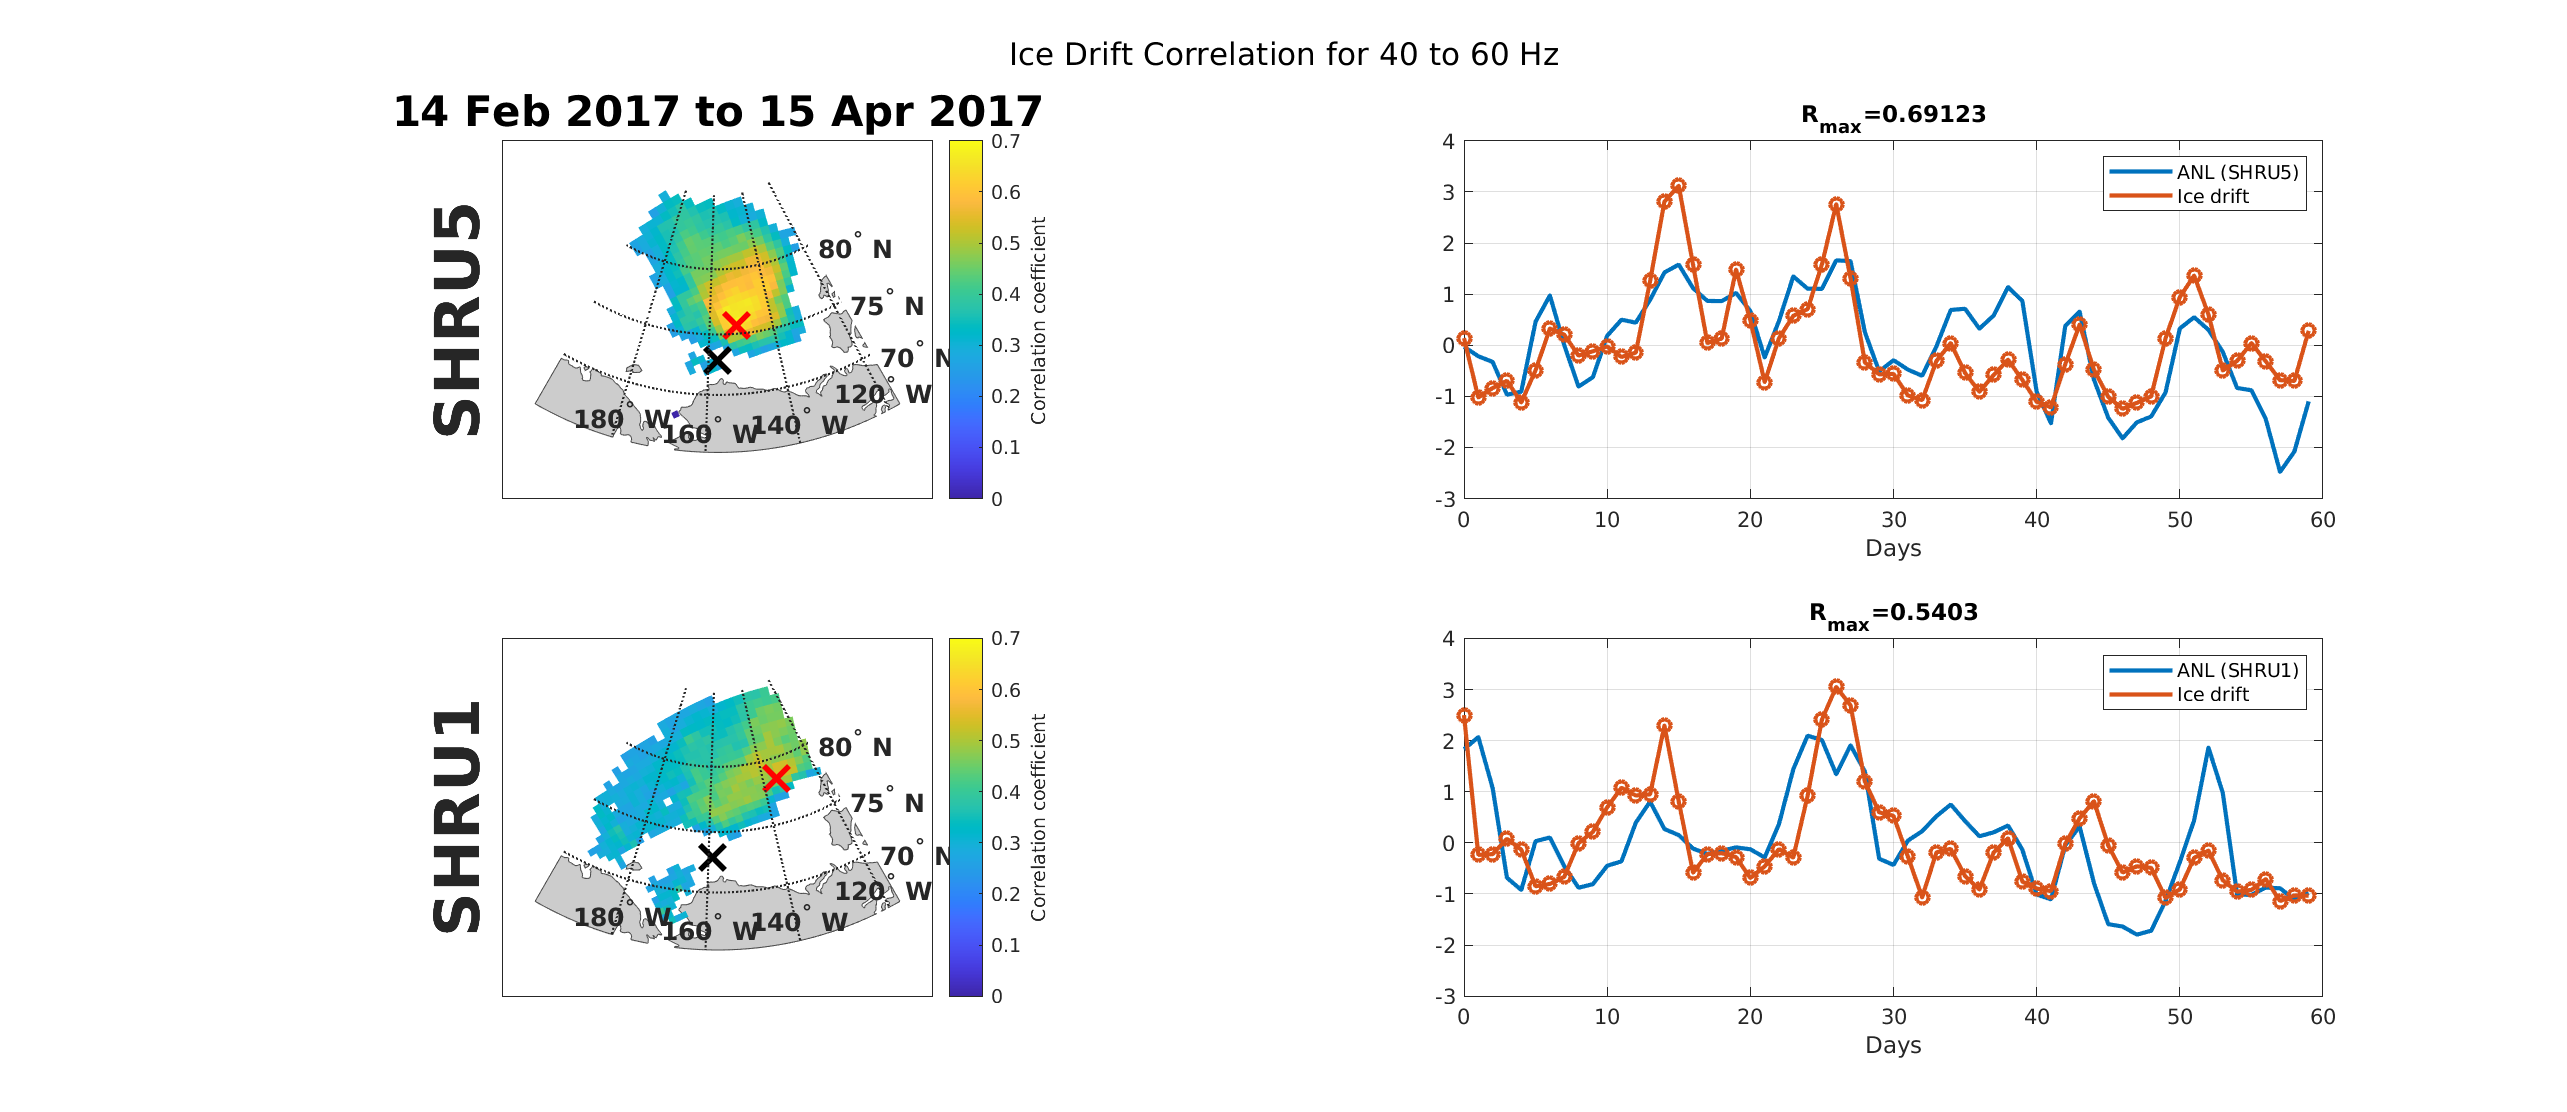 Ice Drift Correlation for 40 to 60 Hz
14 Feb 2017 to 15 Apr 2017
SHRU5
80° N
75° N
70° N
120° W
180° W
160° W
140° W
0.7
0.6
0.5
0.4
0.3
0.2
0.1
0
Correlation coefficient
Rmax=0.69123
ANL (SHRU5)
Ice drift
4
3
2
1
0
-1
-2
-3
0 10 20 30 40 50 60
Days
SHRU1
80° N
75° N
70° N
120° W
180° W
160° W
140° W
0.7
0.6
0.5
0.4
0.3
0.2
0.1
0
Correlation coefficient
Rmax=0.5403
ANL (SHRU1)
Ice drift
4
3
2
1
0
-1
-2
-3
0 10 20 30 40 50 60
Days